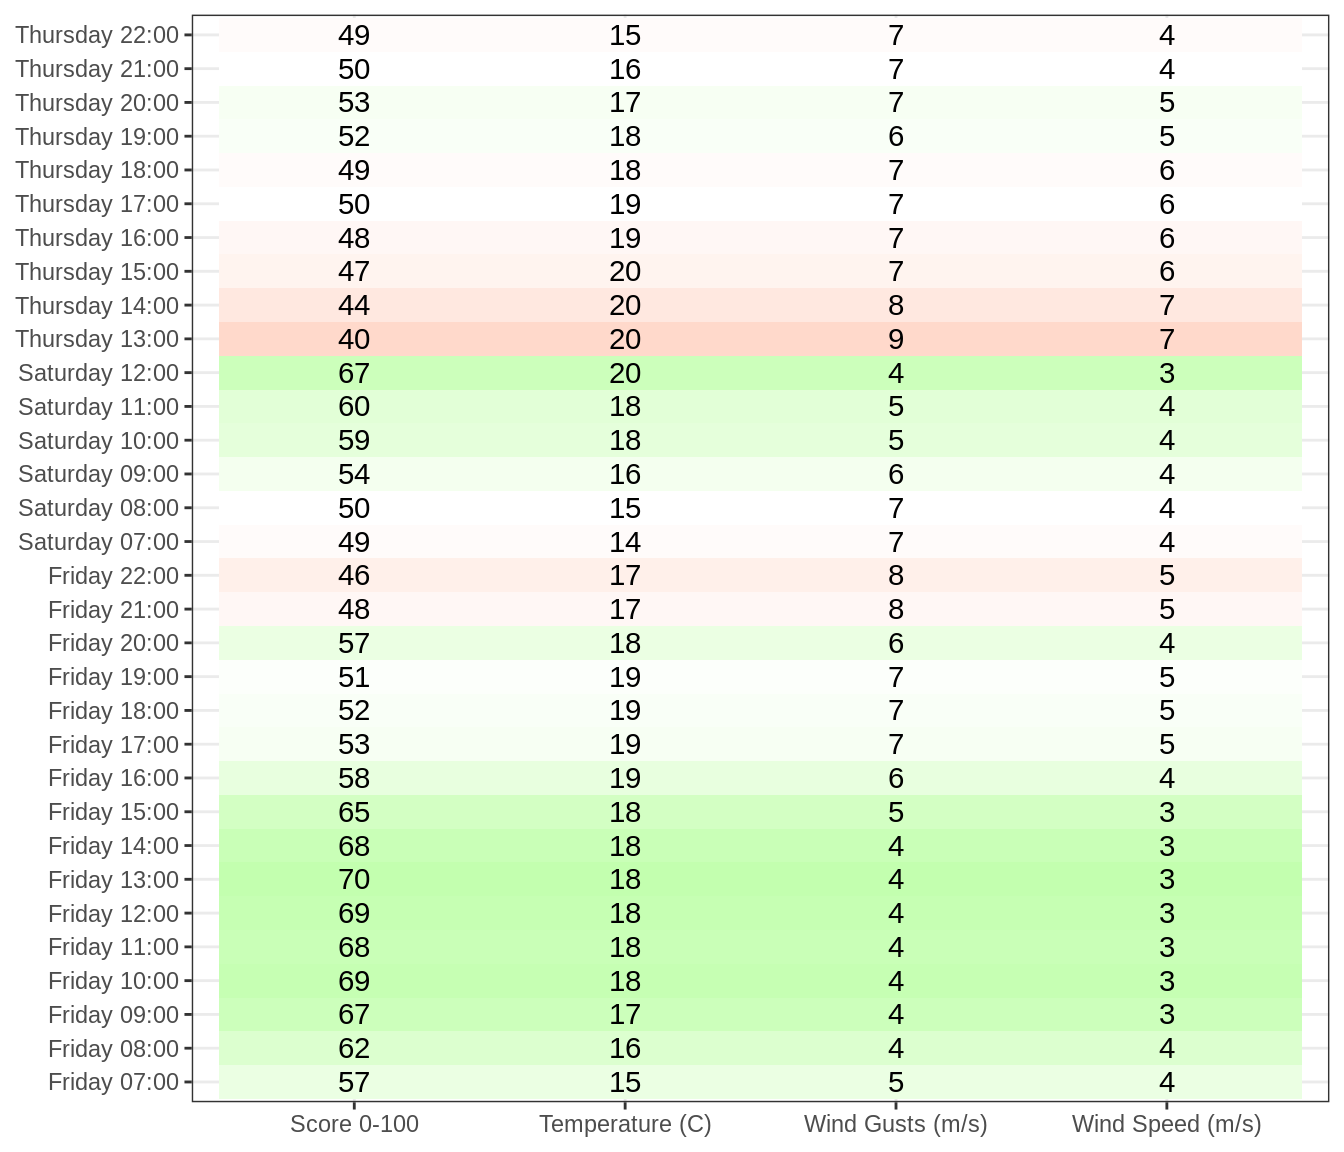 Thursday 22:00 49 15 7 4
Thursday 21:00 50 16 7 4
Thursday 20:00 53 17 7 5
Thursday 19:00 52 18 6 5
Thursday 18:00 49 18 7 6
Thursday 17:00 50 19 7 6
Thursday 16:00 48 19 7 6
Thursday 15:00 47 20 7 6
Thursday 14:00 44 20 8 7
Thursday 13:00 40 20 9 7
Saturday 12:00 67 20 4 3
Saturday 11:00 60 18 5 4
Saturday 10:00 59 18 5 4
Saturday 09:00 54 16 6 4
Saturday 08:00 50 15 7 4
Saturday 07:00 49 14 7 4
Friday 22:00 46 17 8 5
Friday 21:00 48 17 8 5
Friday 20:00 57 18 6 4
Friday 19:00 51 19 7 5
Friday 18:00 52 19 7 5
Friday 17:00 53 19 7 5
Friday 16:00 58 19 6 4
Friday 15:00 65 18 5 3
Friday 14:00 68 18 4 3
Friday 13:00 70 18 4 3
Friday 12:00 69 18 4 3
Friday 11:00 68 18 4 3
Friday 10:00 69 18 4 3
Friday 09:00 67 17 4 3
Friday 08:00 62 16 4 4
Friday 07:00 57 15 5 4
Score 0-100 Temperature (C) Wind Gusts (m/s) Wind Speed (m/s)